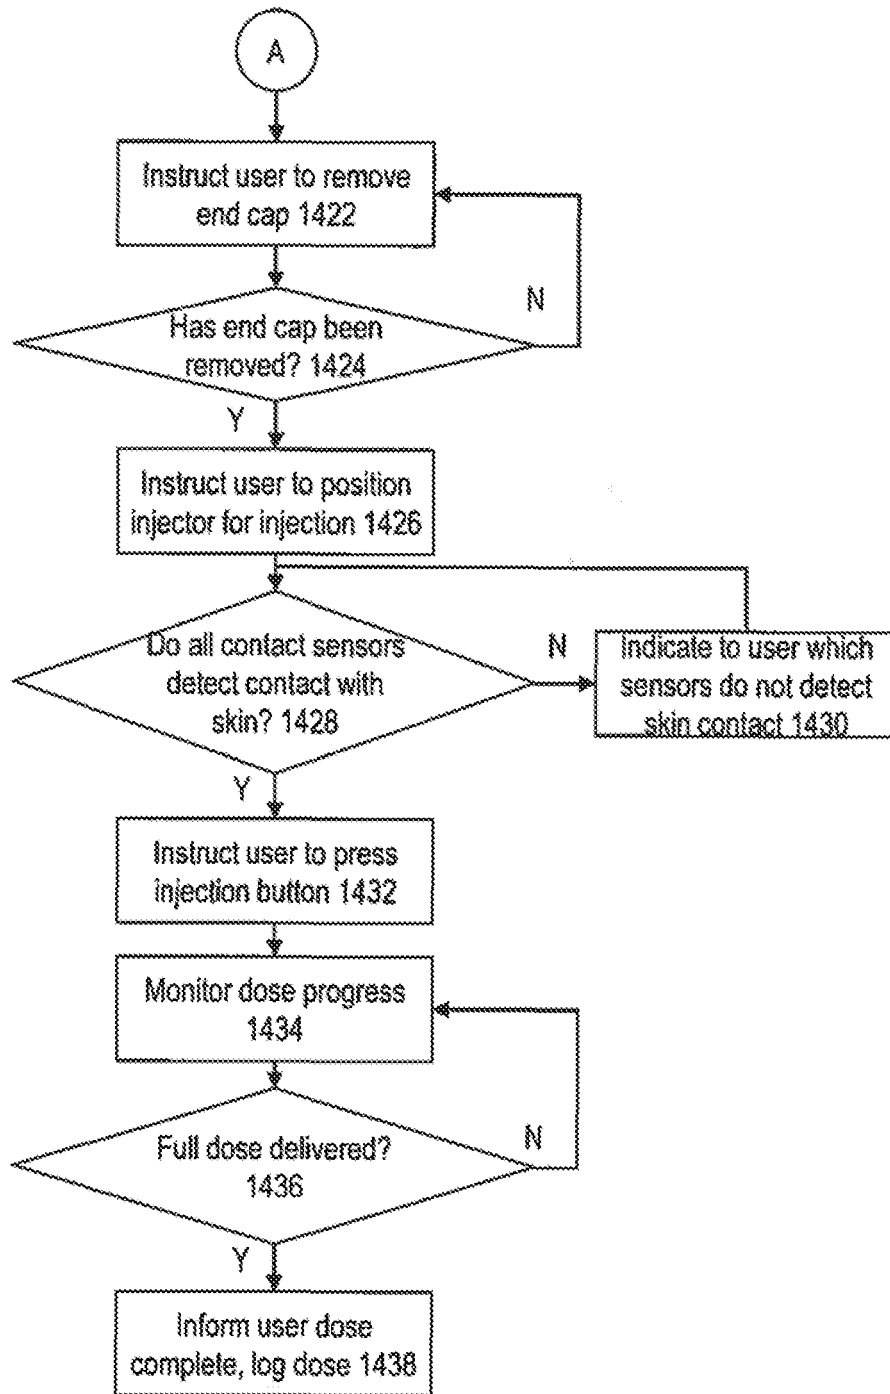 A
Instruct user to remove
end cap 1422
N
Has end cap been
removed? 1424
Y
Instruct user to position
injector for injection 1426
Do all contact sensors
detect contact with
skin? 1428
N
Indicate to user which
sensors do not detect
skin contact 1430
Y
Instruct user to press
injection button 1432
Monitor dose progress
1434
Full dose delivered?
1436
N
Y
Inform user dose
complete, log dose 1438